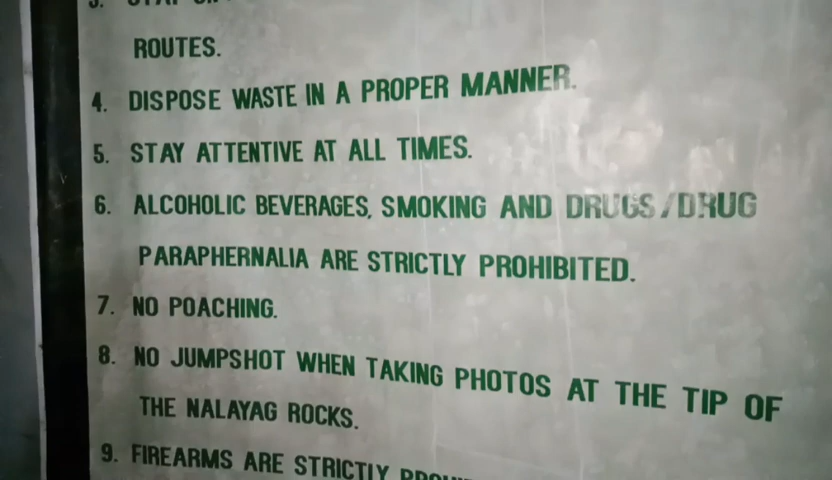 ROUTES.
4. DISPOSE WASTE IN A PROPER MANNER.
5. STAY ATTENTIVE AT ALL TIMES.
6. ALCOHOLIC BEVERAGES, SMOKING AND DRUGS/DRUG
PARAPHERNALIA ARE STRICTLY PROHIBITED.
7. NO POACHING.
8. NO JUMPSHOT WHEN TAKING PHOTOS AT THE TIP OF
THE NALAYAG ROCKS.
9. FIREARMS ARE STRICTLY